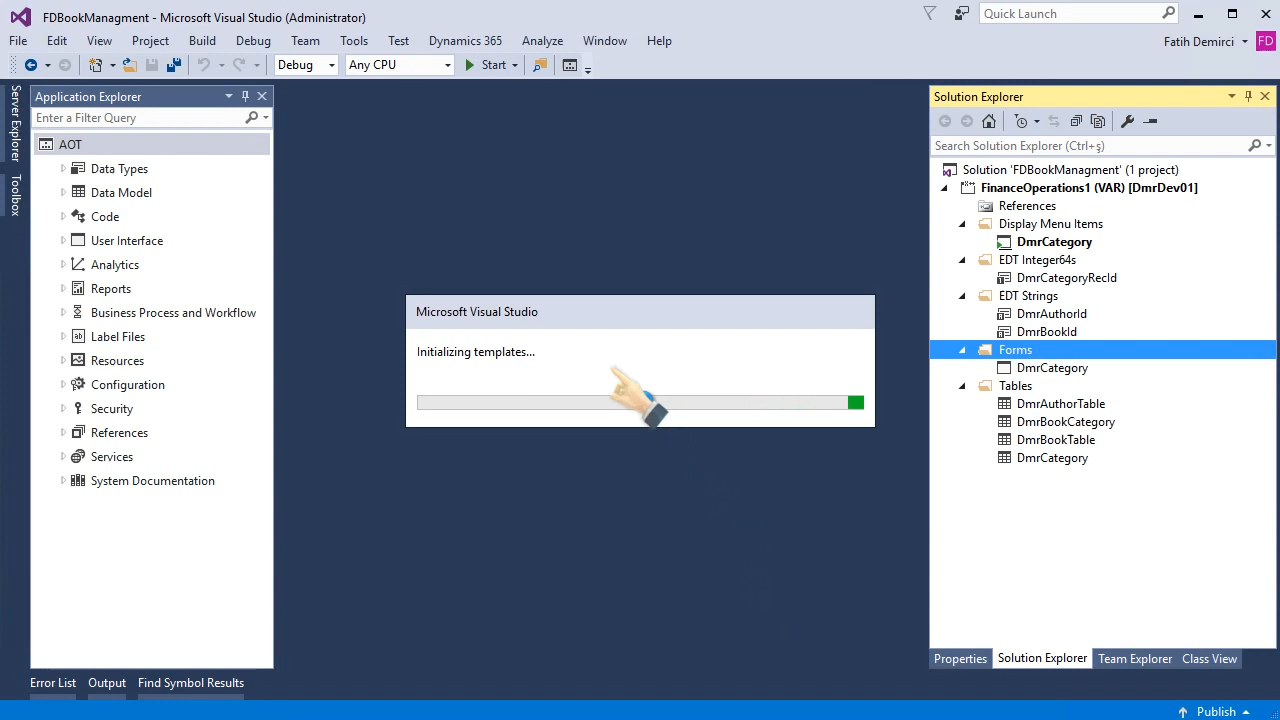 FDBookManagment - Microsoft Visual Studio (Administrator)
Quick Launch
File Edit View Project Build Debug Team Tools Test Dynamics 365 Analyze Window Help
Fatih Demirci FD
Debug Any CPU Start
Server Explorer
Toolbox
Application Explorer
Enter a Filter Query
AOT
Data Types
Data Model
Code
User Interface
Analytics
Reports
Business Process and Workflow
Label Files
Resources
Configuration
Security
References
Services
System Documentation
Microsoft Visual Studio
Initializing templates...
Solution Explorer
Search Solution Explorer (Ctrl+ş)
Solution 'FDBookManagment' (1 project)
FinanceOperations1 (VAR) [DmrDev01]
References
Display Menu Items
DmrCategory
EDT Integer64s
DmrCategoryRecId
EDT Strings
DmrAuthorId
DmrBookId
Forms
DmrCategory
Tables
DmrAuthorTable
DmrBookCategory
DmrBookTable
DmrCategory
Properties Solution Explorer Team Explorer Class View
Error List Output Find Symbol Results
Publish